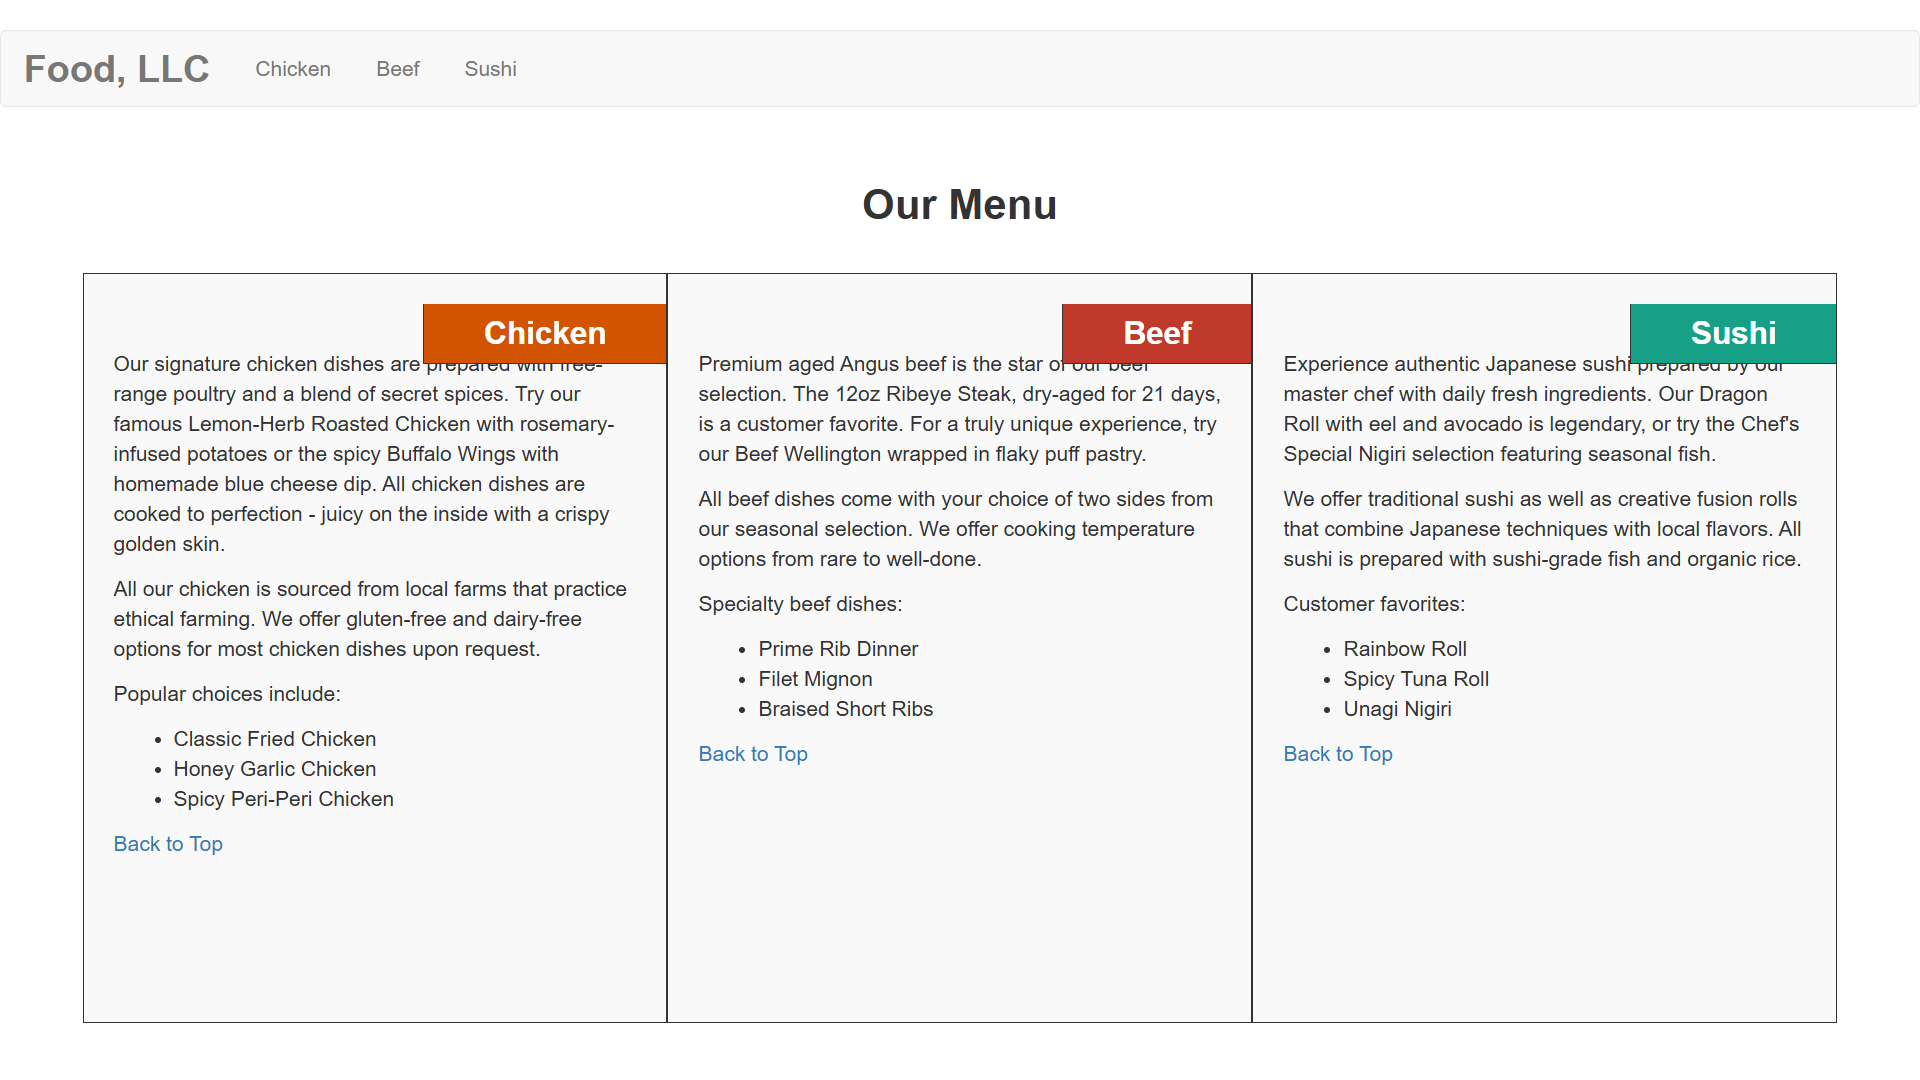 Food, LLC
Chicken
Beef
Sushi
Our Menu
Chicken
Our signature chicken dishes are prepared with free-
range poultry and a blend of secret spices. Try our
famous Lemon-Herb Roasted Chicken with rosemary-
infused potatoes or the spicy Buffalo Wings with
homemade blue cheese dip. All chicken dishes are
cooked to perfection - juicy on the inside with a crispy
golden skin.
All our chicken is sourced from local farms that practice
ethical farming. We offer gluten-free and dairy-free
options for most chicken dishes upon request.
Popular choices include:
• Classic Fried Chicken
• Honey Garlic Chicken
• Spicy Peri-Peri Chicken
Back to Top
Beef
Premium aged Angus beef is the star of our beef
selection. The 12oz Ribeye Steak, dry-aged for 21 days,
is a customer favorite. For a truly unique experience, try
our Beef Wellington wrapped in flaky puff pastry.
All beef dishes come with your choice of two sides from
our seasonal selection. We offer cooking temperature
options from rare to well-done.
Specialty beef dishes:
• Prime Rib Dinner
• Filet Mignon
• Braised Short Ribs
Back to Top
Sushi
Experience authentic Japanese sushi prepared by our
master chef with daily fresh ingredients. Our Dragon
Roll with eel and avocado is legendary, or try the Chef's
Special Nigiri selection featuring seasonal fish.
We offer traditional sushi as well as creative fusion rolls
that combine Japanese techniques with local flavors. All
sushi is prepared with sushi-grade fish and organic rice.
Customer favorites:
• Rainbow Roll
• Spicy Tuna Roll
• Unagi Nigiri
Back to Top